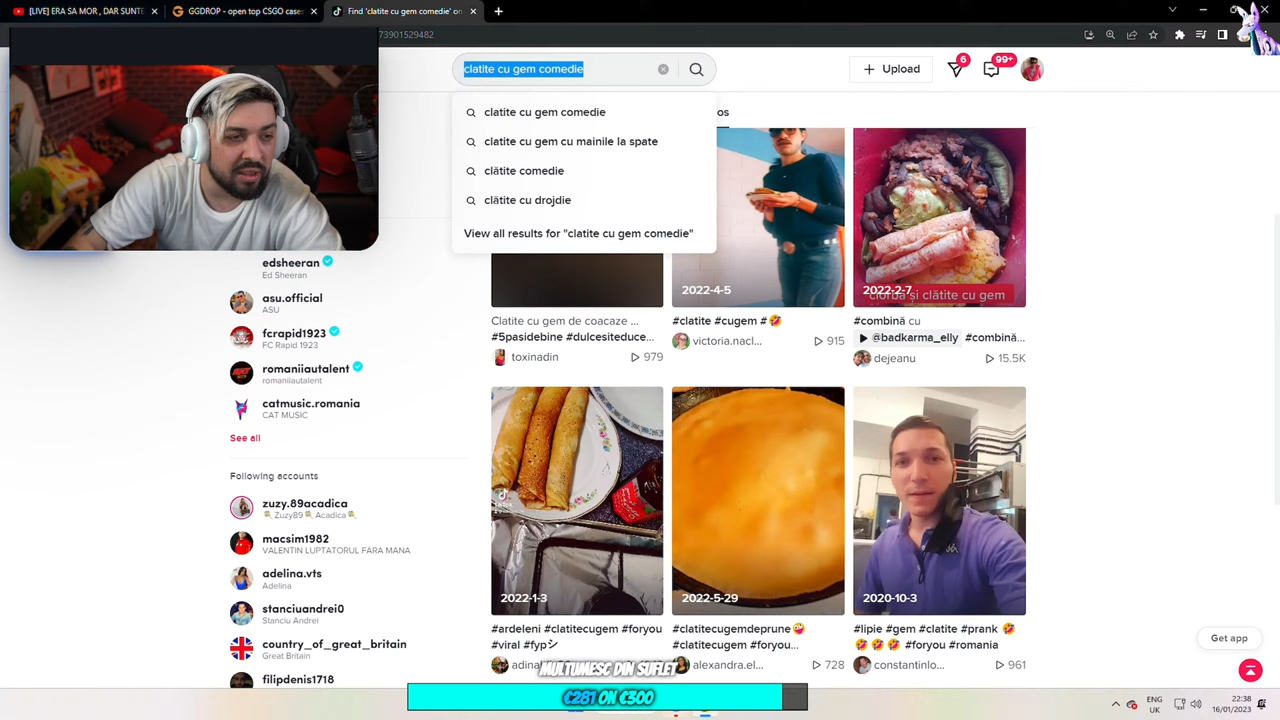 [LIVE] ERA SA MOR, DAR SUNTE
GGDROP - open top CSGO case
Find 'clatite cu gem comedie' on
73901529482
clatite cu gem comedie
Upload
6
99+
clatite cu gem comedie
clatite cu gem cu mainile la spate
clătite comedie
clătite cu drojdie
View all results for "clatite cu gem comedie"
os
edsheeran
Ed Sheeran
asu.official
ASU
fcrapid1923
FC Rapid 1923
romaniiautalent
romaniiautalent
catmusic.romania
CAT MUSIC
See all
Following accounts
zuzy.89acadica
Zuzy89 Acadica
macsim1982
VALENTIN LUPTATORUL FARA MANA
adelina.vts
Adelina
stanciuandrei0
Stanciu Andrei
country_of_great_britain
Great Britain
filipdenis1718
Clatite cu gem de coacaze ...
#5pasidebine #dulcesiteduce...
toxinadin
979
2022-4-5
#clatite #cugem #🤣
victoria.nacl...
915
2022-2-7
ciorbă și clătite cu gem
#combină cu
@badkarma_elly #combină...
dejeanu
15.5K
2022-1-3
#ardeleni #clatitecugem #foryou
#viral #fypシ
2022-5-29
#clatitecugemdeprune😜
#clatitecugem #foryou...
alexandra.el...
728
2020-10-3
#lipie #gem #clatite #prank 🤣
🤣🤣🤣 #foryou #romania
constantinlo...
961
Get app
MULTUMESC DIN SUFLET
€281 ON €300
ENG
UK
22:38
16/01/2023